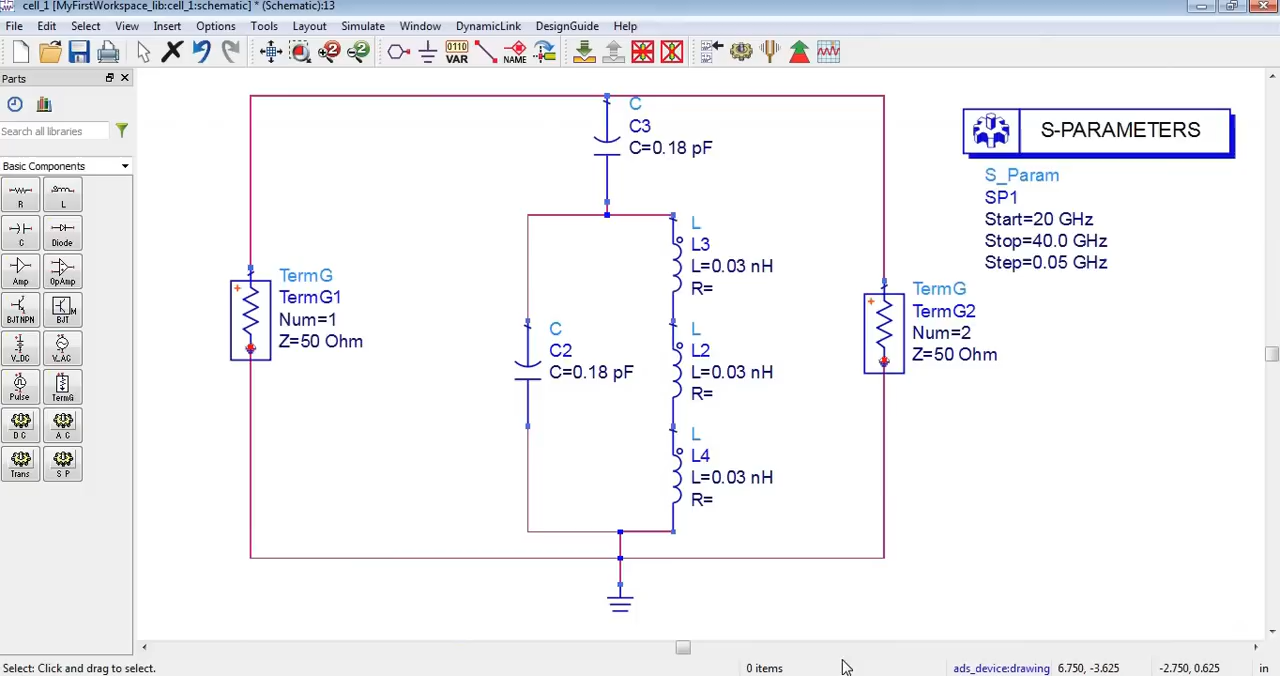 cell_1 [MyFirstWorkspace_lib:cell_1:schematic] * (Schematic):13
File Edit Select View Insert Options Tools Layout Simulate Window DynamicLink DesignGuide Help
0110
VAR
NAME
Parts
Search all libraries
Basic Components
R
L
C
Diode
Amp
OpAmp
BJTNPN
BJT
V_DC
V_AC
Pulse
TermG
D C
A C
Trans
S P
C
C3
C=0.18 pF
S-PARAMETERS
S_Param
SP1
Start=20 GHz
Stop=40.0 GHz
Step=0.05 GHz
L
L3
L=0.03 nH
R=
TermG
TermG1
Num=1
Z=50 Ohm
TermG
TermG2
Num=2
Z=50 Ohm
C
C2
C=0.18 pF
L
L2
L=0.03 nH
R=
L
L4
L=0.03 nH
R=
Select: Click and drag to select.
0 items
ads_device:drawing
6.750, -3.625
-2.750, 0.625
in